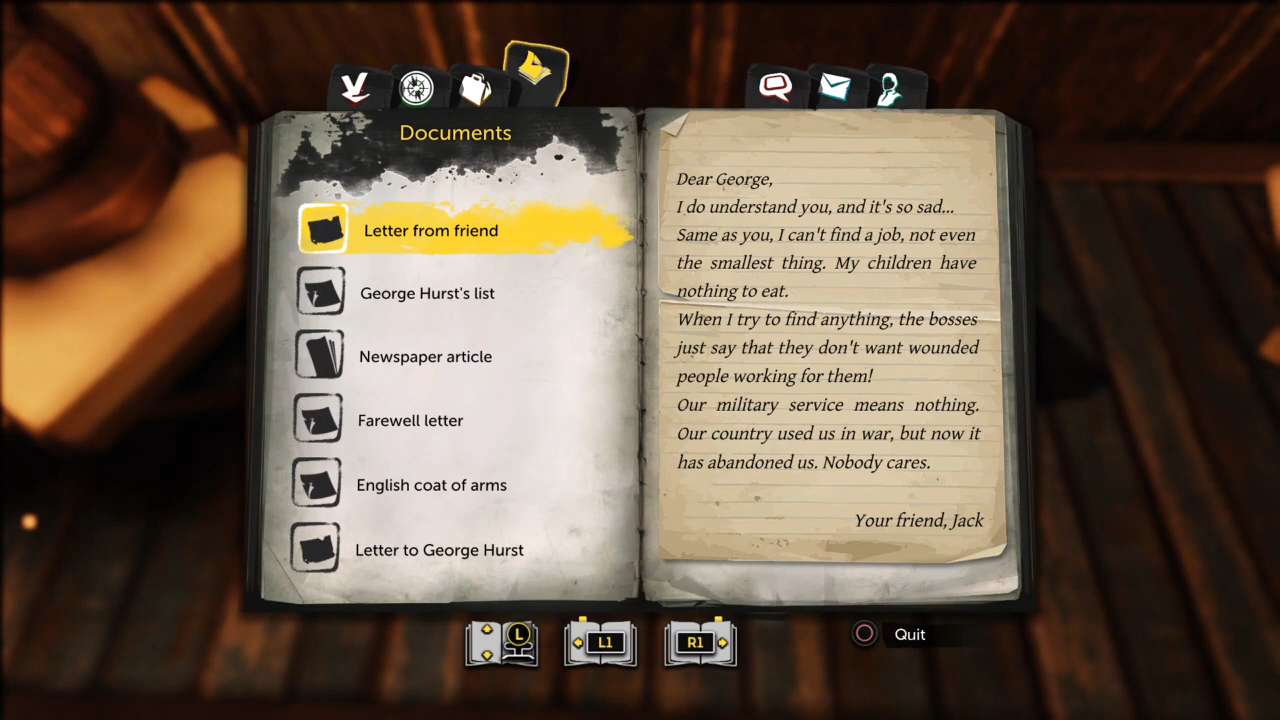 Documents
Letter from friend
George Hurst's list
Newspaper article
Farewell letter
English coat of arms
Letter to George Hurst
Dear George,
I do understand you, and it's so sad...
Same as you, I can't find a job, not even
the smallest thing. My children have
nothing to eat.
When I try to find anything, the bosses
just say that they don't want wounded
people working for them!
Our military service means nothing.
Our country used us in war, but now it
has abandoned us. Nobody cares.
Your friend, Jack
L
L1
R1
Quit